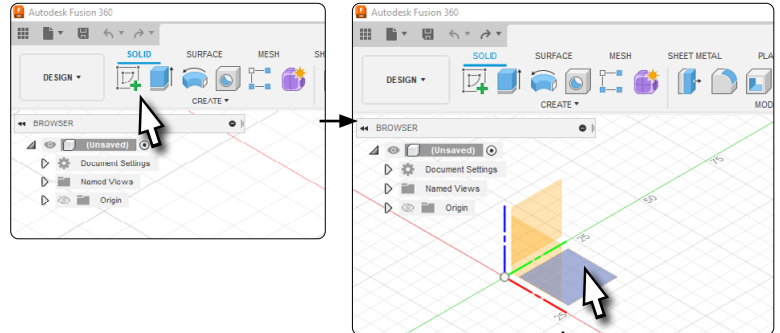 Autodesk Fusion 360
SOLID SURFACE MESH SH
DESIGN
CREATE
BROWSER
(Unsaved)
Document Settings
Named Views
Origin
Autodesk Fusion 360
SOLID SURFACE MESH SHEET METAL PLA
DESIGN
CREATE MOD
BROWSER
(Unsaved)
Document Settings
Named Views
Origin
75
50
25
25